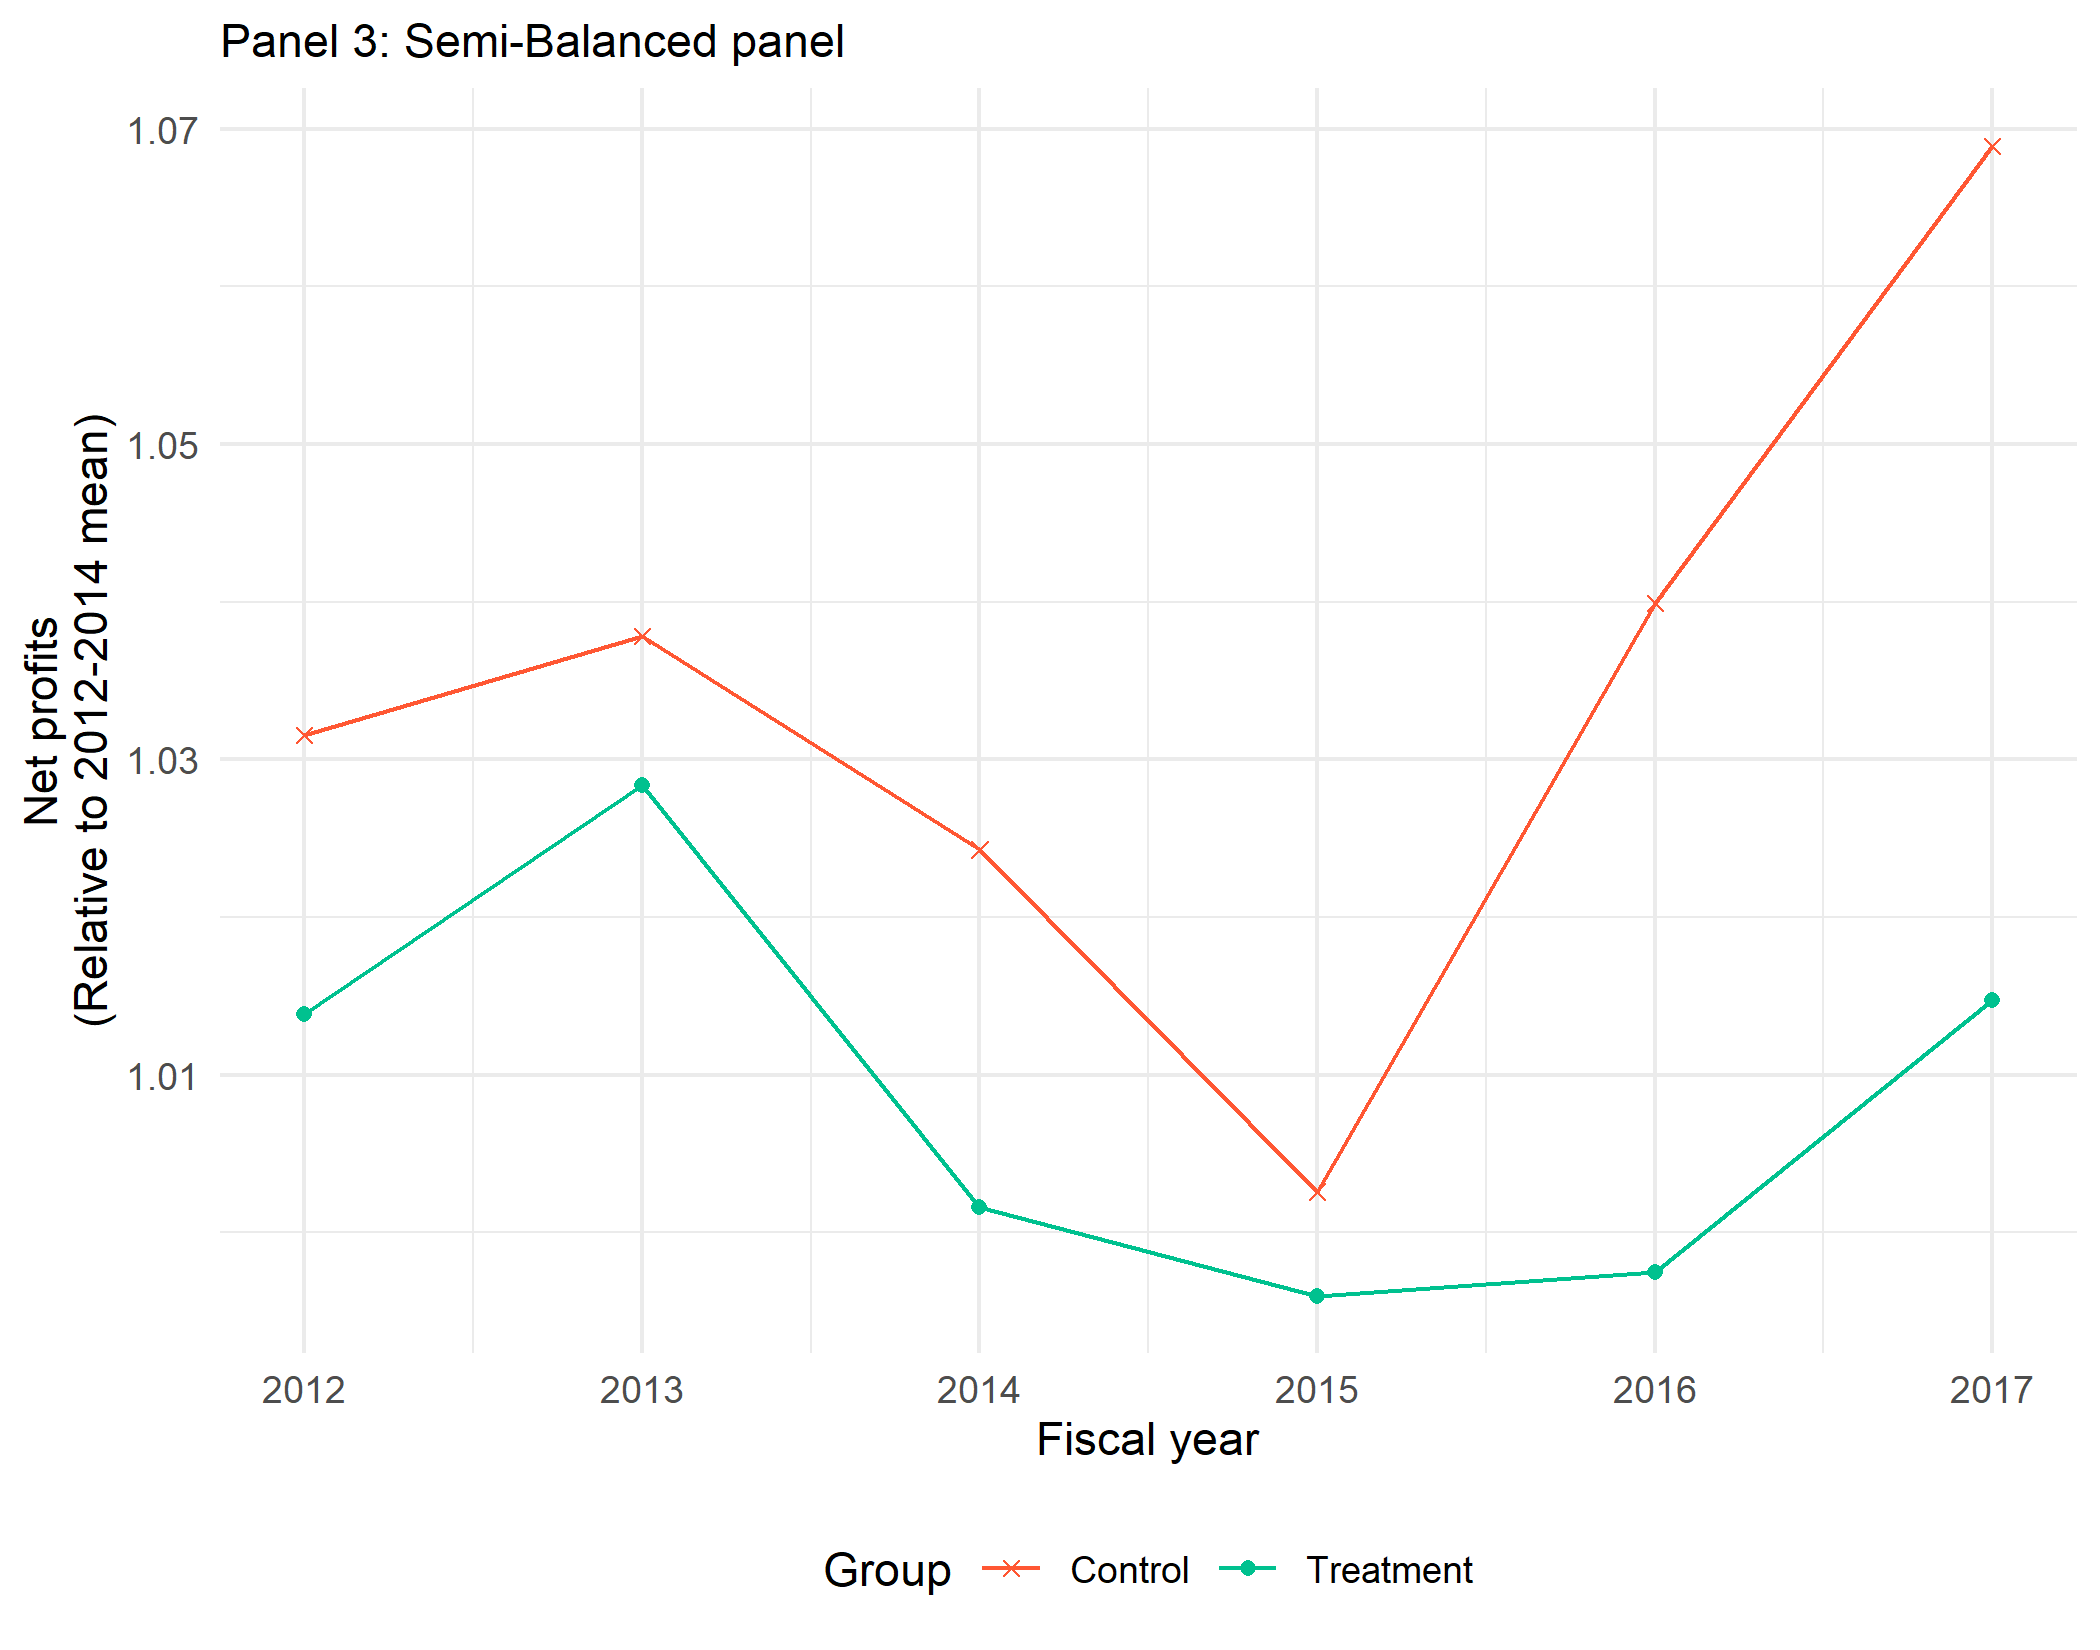 Panel 3: Semi-Balanced panel
Net profits
(Relative to 2012-2014 mean)
1.07
1.05
1.03
1.01
2012 2013 2014 2015 2016 2017
Fiscal year
Group Control Treatment